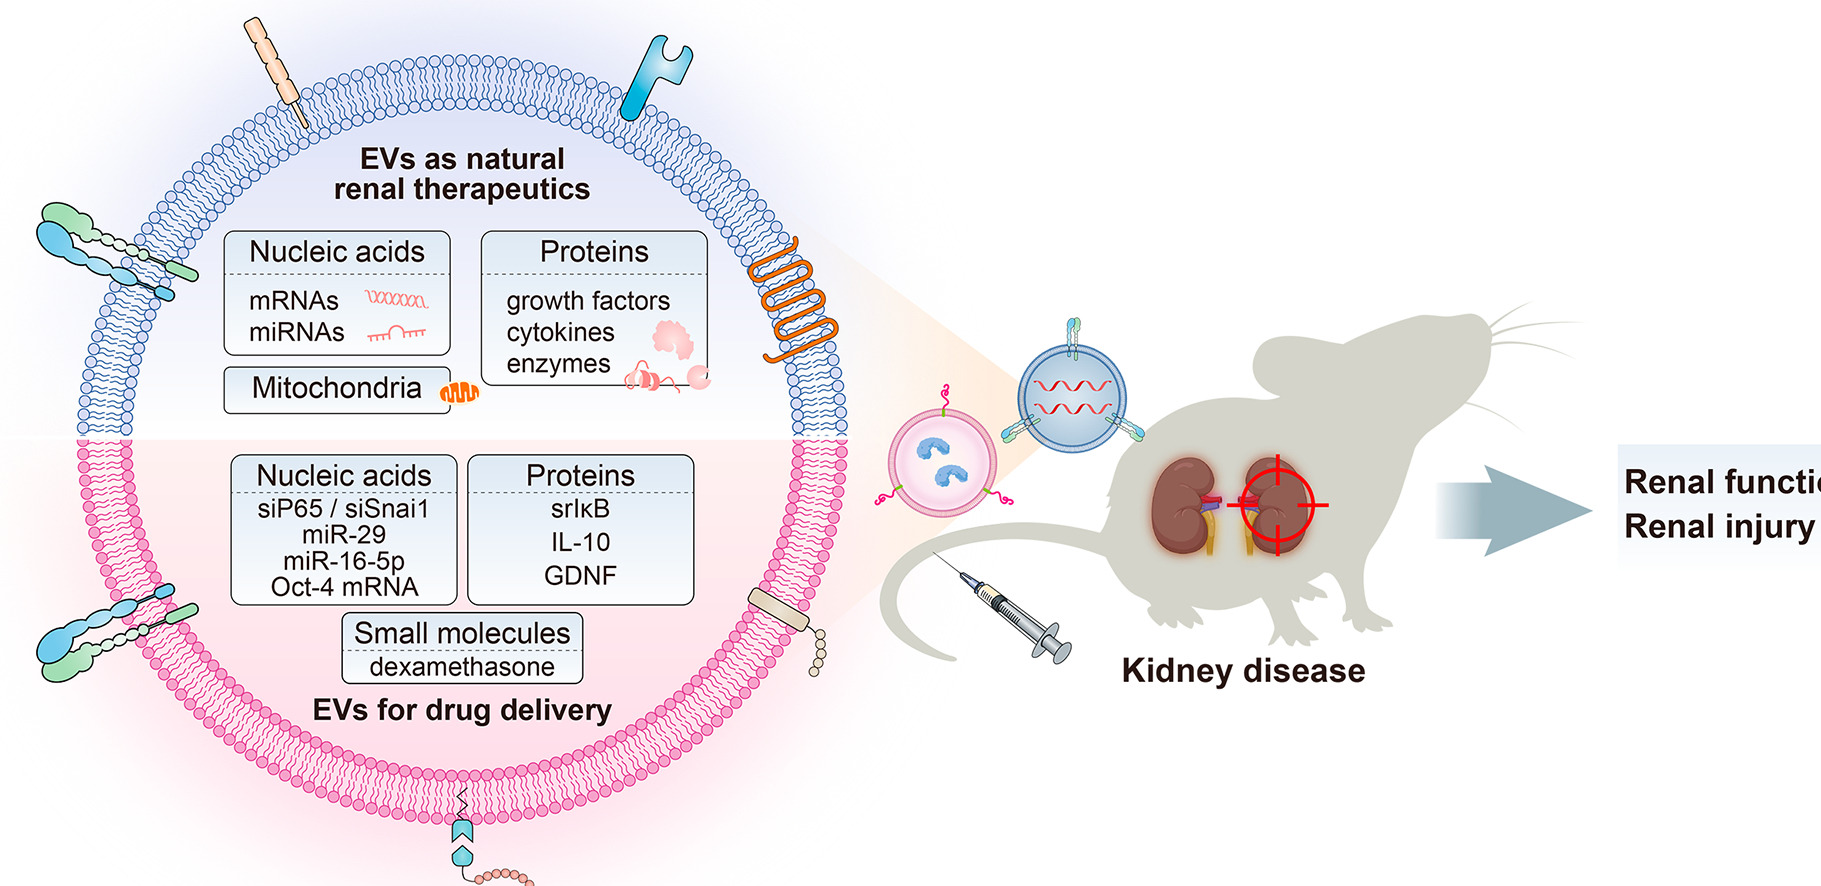 EVs as natural
renal therapeutics
Nucleic acids
mRNAs
miRNAs
Proteins
growth factors
cytokines
enzymes
Mitochondria
Nucleic acids
siP65 / siSnai1
miR-29
miR-16-5p
Oct-4 mRNA
Proteins
srIκB
IL-10
GDNF
Small molecules
dexamethasone
EVs for drug delivery
Kidney disease
Renal
Renal injury